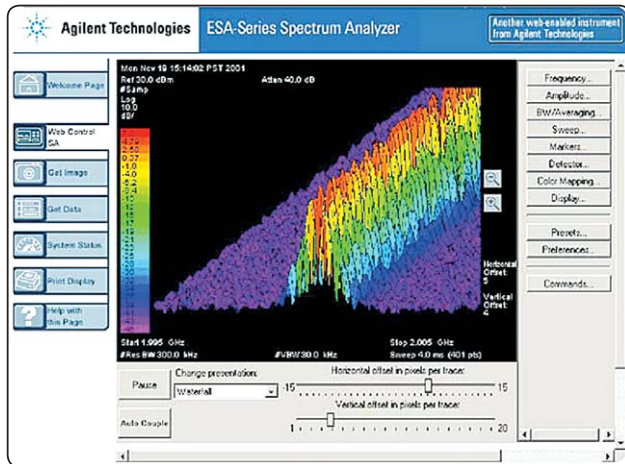 Agilent Technologies
ESA-Series Spectrum Analyzer
Another web-enabled instrument
from Agilent Technologies
Welcome Page
Web Control
SA
Get Image
Get Data
System Status
Print Display
Help with
this Page
Mon Nov 19 15:14:02 PST 2001
Ref 30.0 dBm
Atten 40.0 dB
#Samp
Log
10.0
dB/
Horizontal
Offset:
5
Vertical
Offset:
4
Start 1.995 GHz
Stop 2.005 GHz
#Res BW 300.0 kHz
#VBW 30.0 kHz
Sweep 4.0 ms (401 pts)
Frequency...
Amplitude...
BW/Averaging...
Sweep...
Markers...
Detector...
Color Mapping...
Display...
Presets...
Preferences...
Commands...
Pause
Change presentation:
Waterfall
Auto Couple
Horizontal offset in pixels per trace:
-15
15
Vertical offset in pixels per trace:
1
20